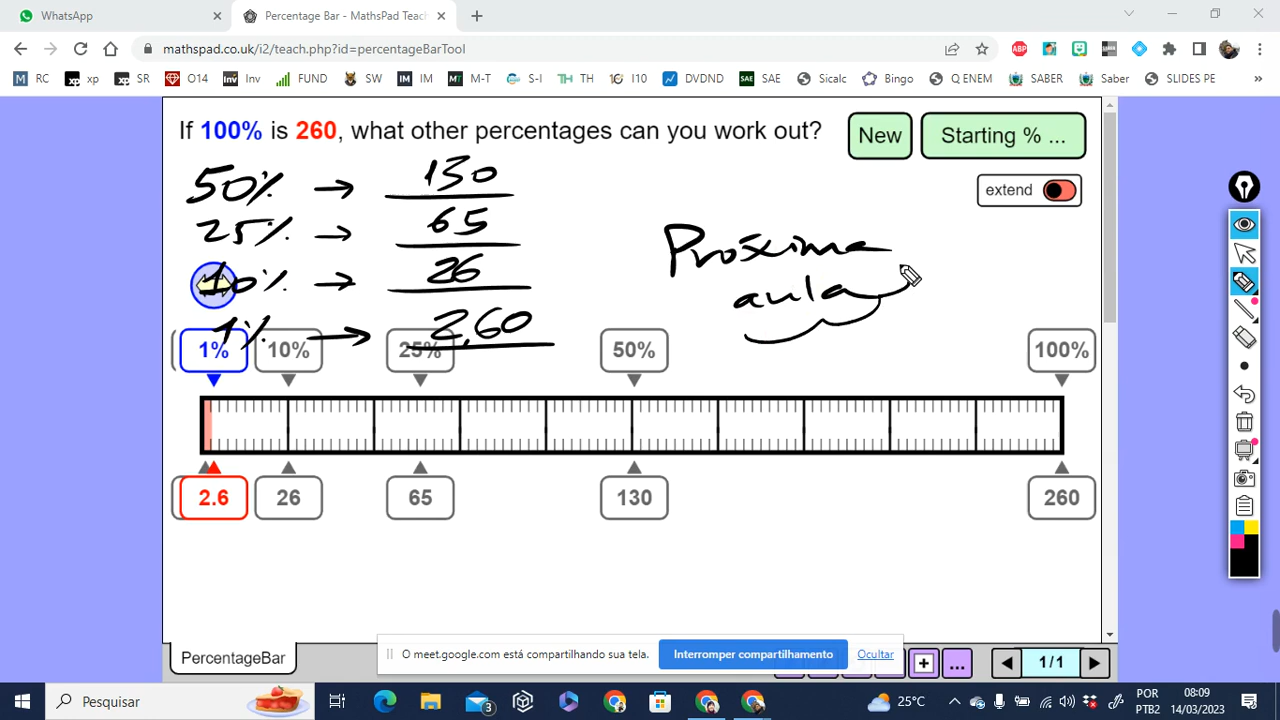 WhatsApp
Percentage Bar - MathsPad Teach
mathspad.co.uk/i2/teach.php?id=percentageBarTool
RC xp SR O14 Inv FUND SW IM M-T S-I TH I10 DVDND SAE Sicalc Bingo Q ENEM SABER Saber SLIDES PE »
If 100% is 260, what other percentages can you work out?
New
Starting % ...
extend
50% → 130
25% → 65
10% → 26
1% → 2,60
Próxima
aula
1% 10% 25% 50% 100%
2.6 26 65 130 260
PercentageBar
O meet.google.com está compartilhando sua tela.
Interromper compartilhamento
Ocultar
...
1/1
Pesquisar
3
25°C
POR
PTB2
08:09
14/03/2023